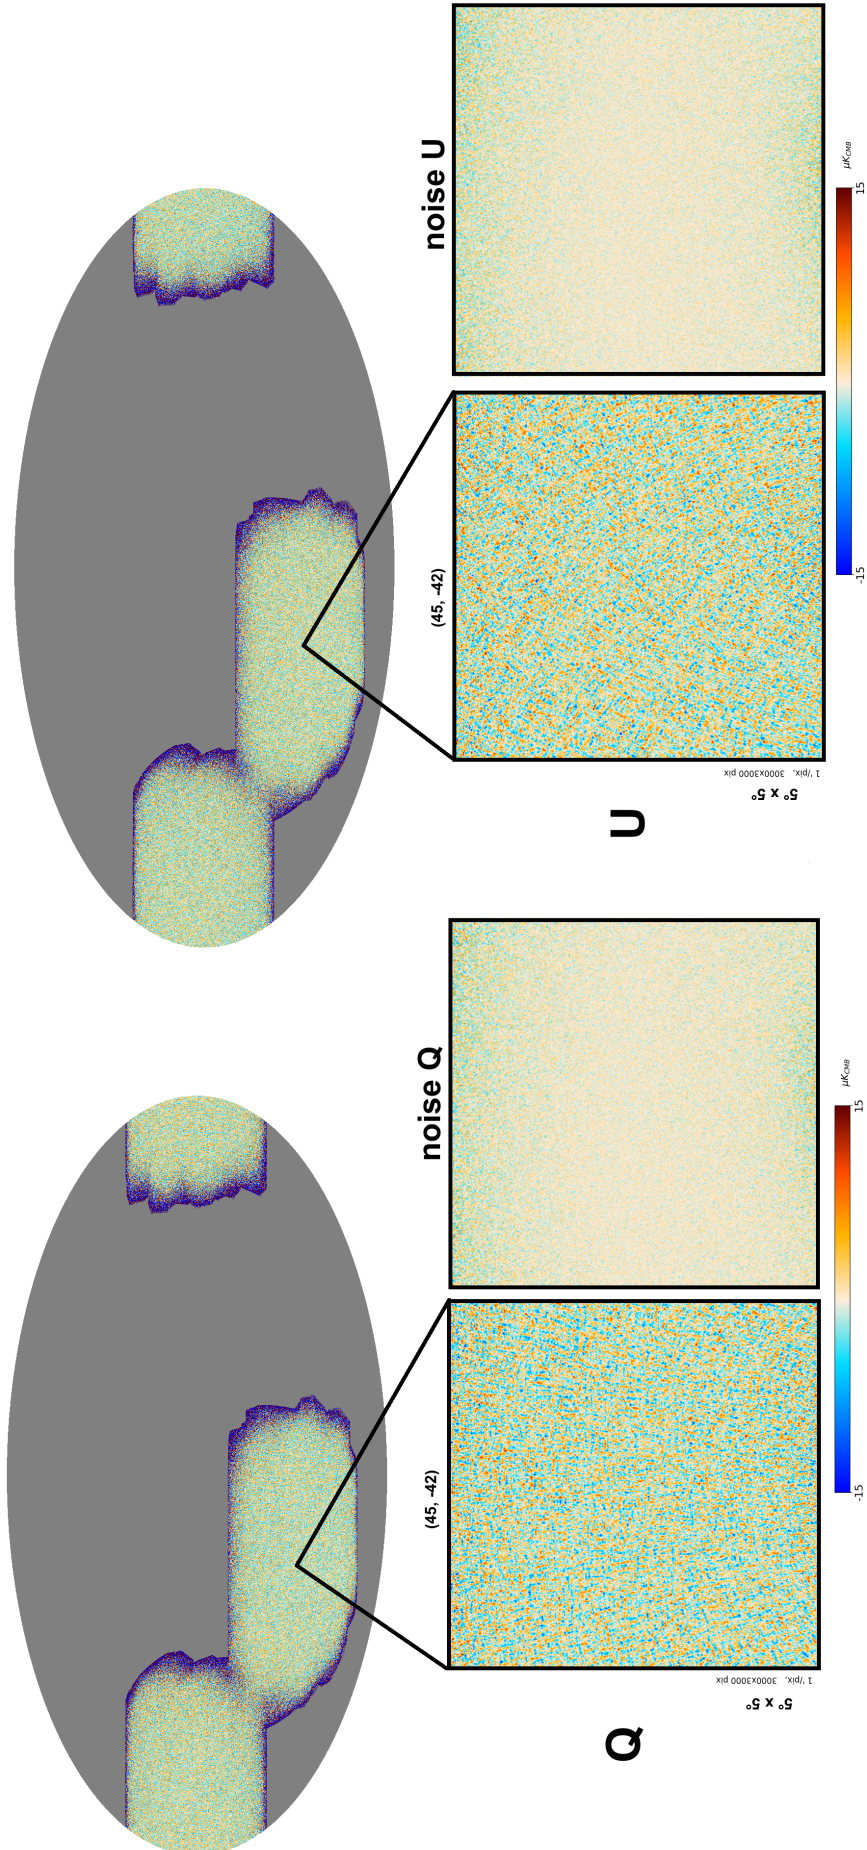 noise U
μK_CMB
15
-15
(45, -42)
1 '/pix, 3000x3000 pix
5° x 5°
U
noise Q
μK_CMB
15
-15
(45, -42)
1 '/pix, 3000x3000 pix
5° x 5°
Q